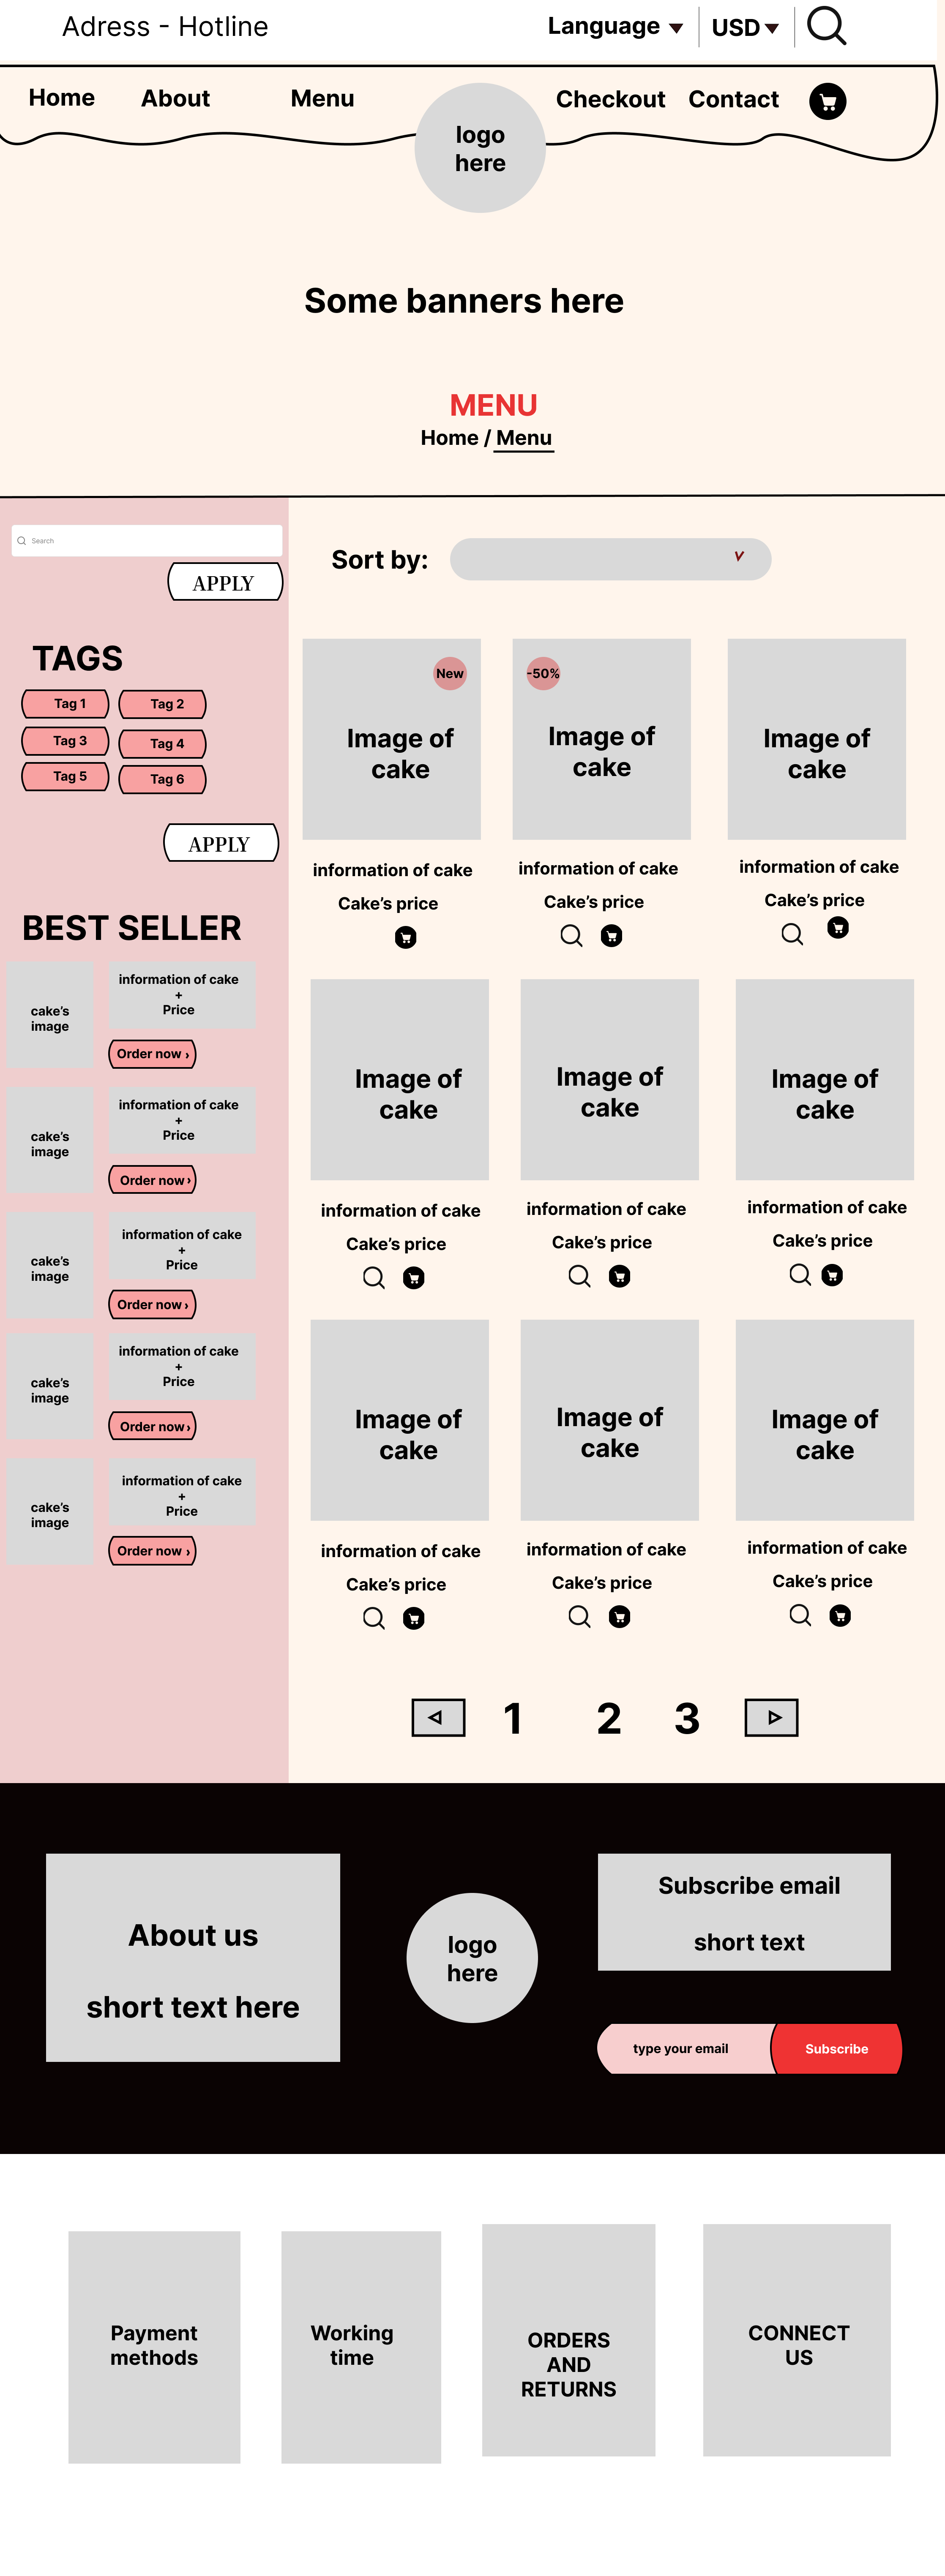 Adress - Hotline
Language
USD
Home
About
Menu
logo
here
Checkout
Contact
Some banners here
MENU
Home / Menu
Search
APPLY
TAGS
Tag 1
Tag 2
Tag 3
Tag 4
Tag 5
Tag 6
APPLY
BEST SELLER
cake's
image
information of cake
+
Price
Order now ›
cake's
image
information of cake
+
Price
Order now ›
cake's
image
information of cake
+
Price
Order now ›
cake's
image
information of cake
+
Price
Order now ›
cake's
image
information of cake
+
Price
Order now ›
Sort by:
New
Image of
cake
information of cake
Cake's price
-50%
Image of
cake
information of cake
Cake's price
Image of
cake
information of cake
Cake's price
Image of
cake
information of cake
Cake's price
Image of
cake
information of cake
Cake's price
Image of
cake
information of cake
Cake's price
Image of
cake
information of cake
Cake's price
Image of
cake
information of cake
Cake's price
Image of
cake
information of cake
Cake's price
1
2
3
About us
short text here
logo
here
Subscribe email
short text
type your email
Subscribe
Payment
methods
Working
time
ORDERS
AND
RETURNS
CONNECT
US